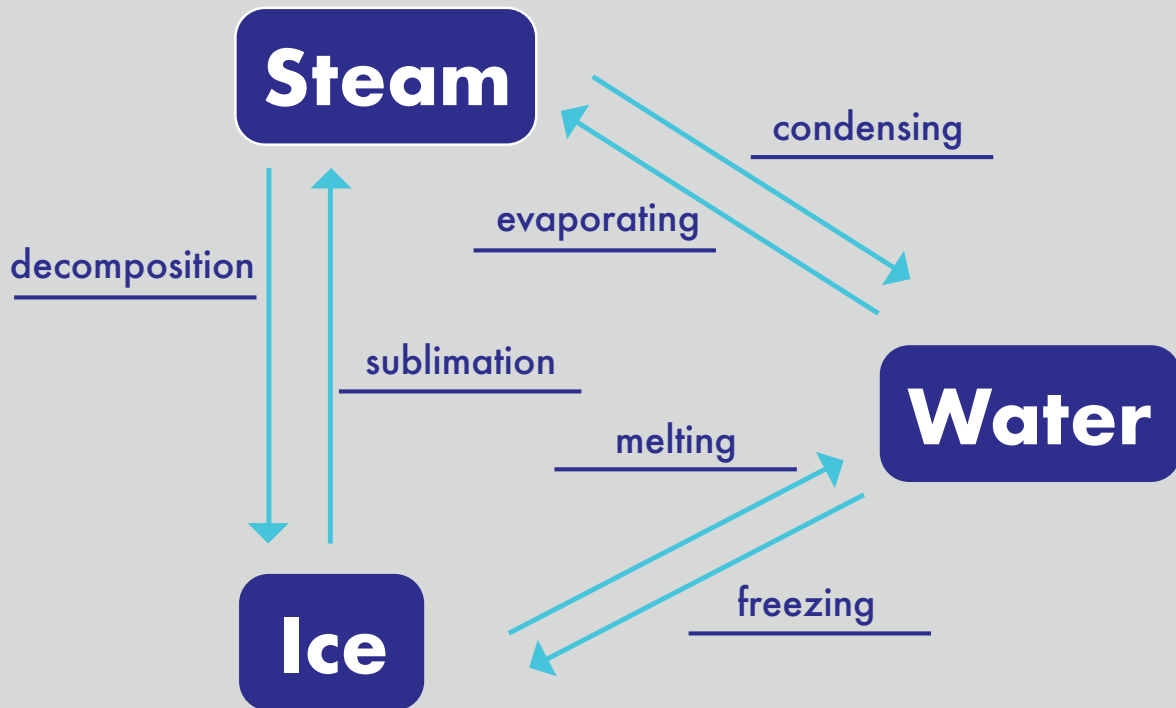 Steam
condensing
evaporating
decomposition
sublimation
Water
melting
freezing
Ice